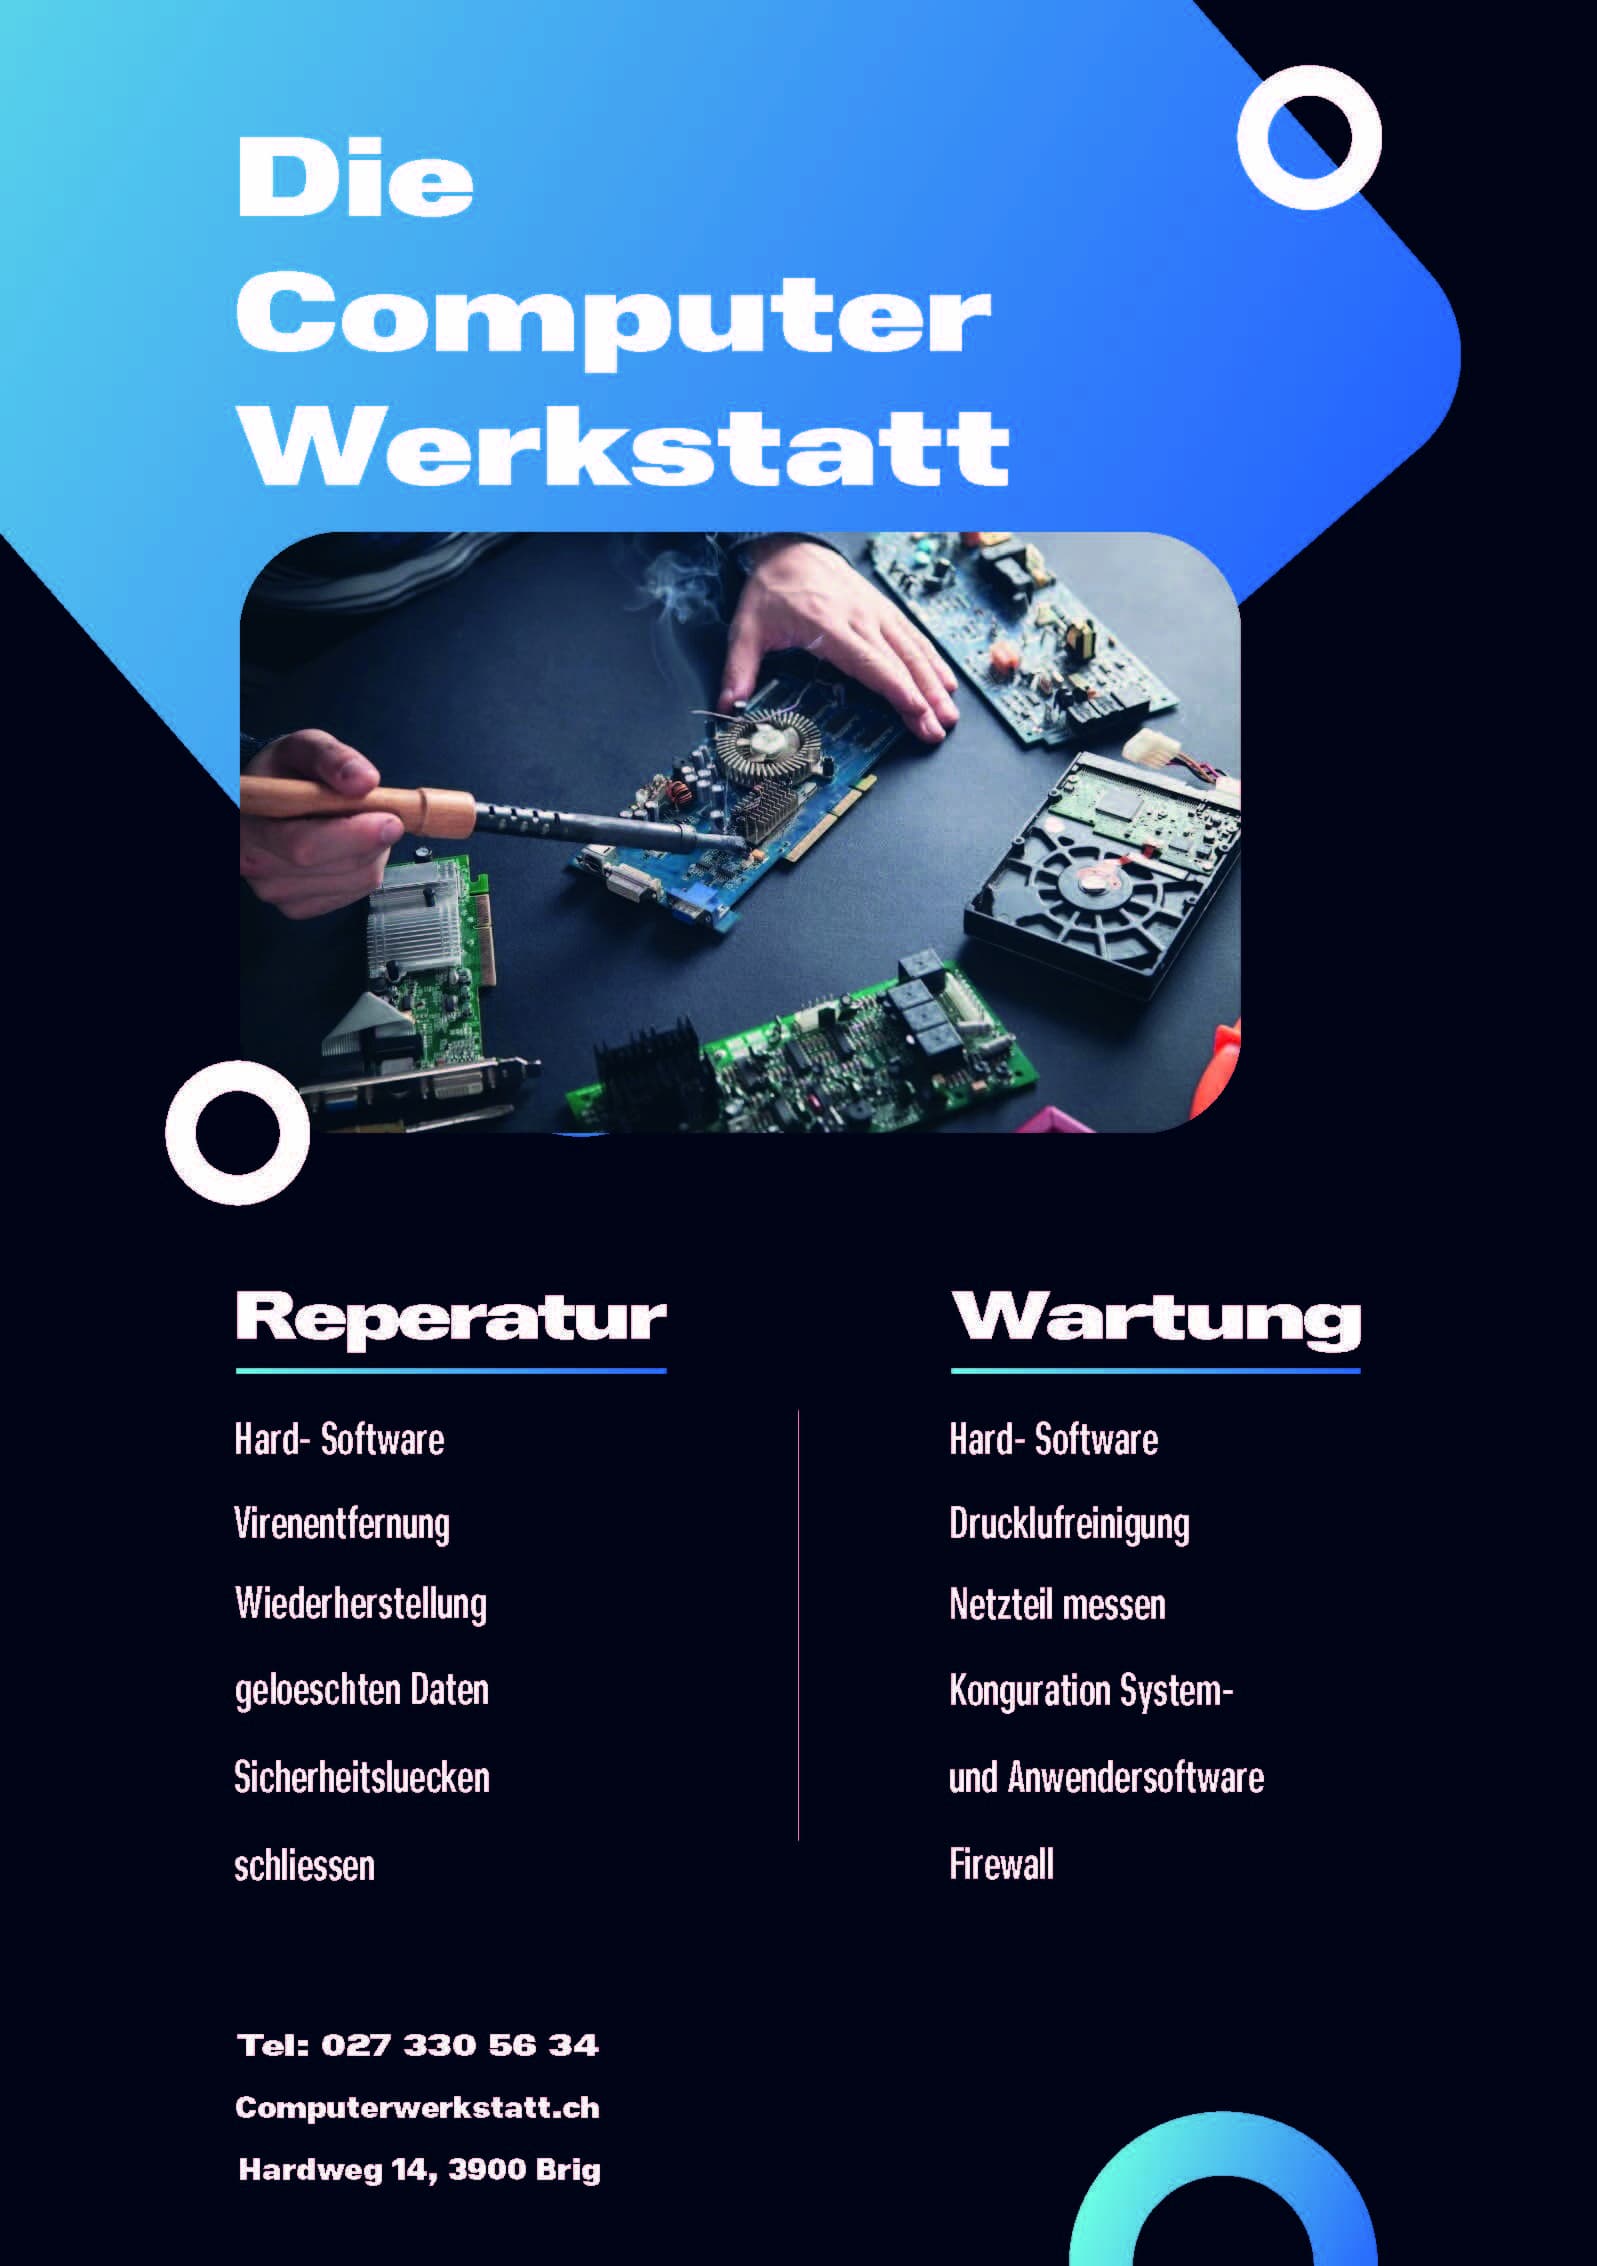 Die
Computer
Werkstatt
Reperatur
Hard- Software
Virenentfernung
Wiederherstellung
geloeschten Daten
Sicherheitsluecken
schliessen
Wartung
Hard- Software
Drucklufreinigung
Netzteil messen
Konguration System-
und Anwendersoftware
Firewall
Tel: 027 330 56 34
Computerwerkstatt.ch
Hardweg 14, 3900 Brig